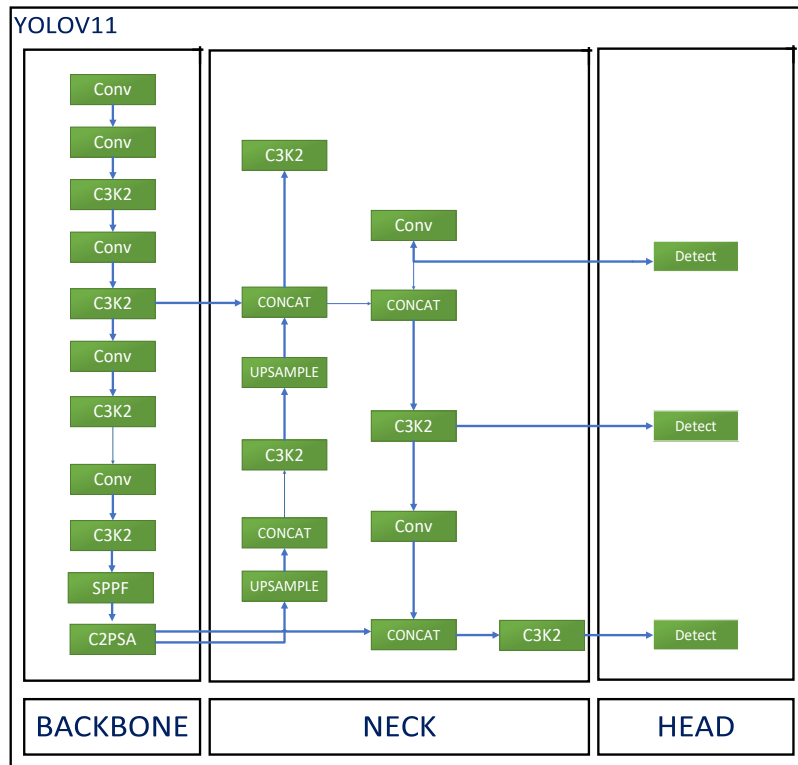 YOLOV11
Conv
Conv
C3K2
Conv
C3K2
Conv
C3K2
Conv
C3K2
SPPF
C2PSA
C3K2
CONCAT
UPSAMPLE
C3K2
CONCAT
UPSAMPLE
Conv
CONCAT
C3K2
Conv
CONCAT
C3K2
Detect
Detect
Detect
BACKBONE
NECK
HEAD